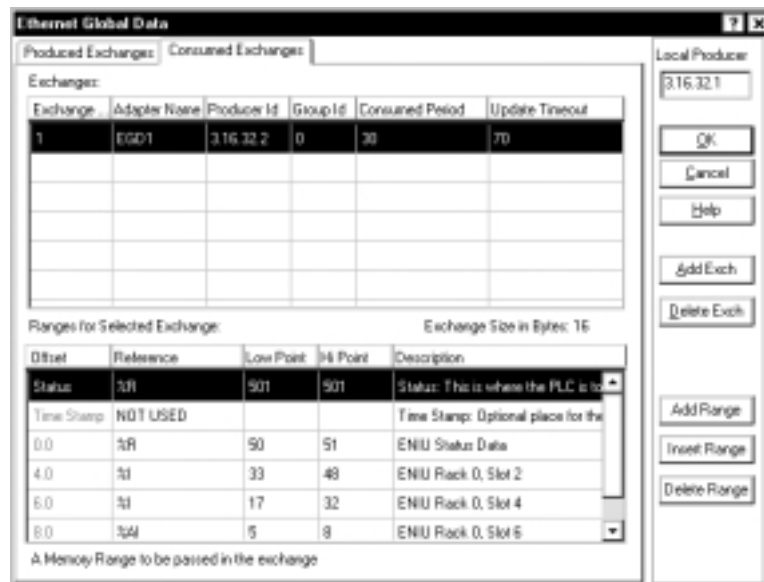 Ethernet Global Data
? x
Produced Exchanges Consumed Exchanges
Exchanges:
Exchange... Adapter Name Producer Id Group Id Consumed Period Update Timeout
1 EGD1 3.16.32.2 0 30 70
Ranges for Selected Exchange: Exchange Size in Bytes: 16
Offset Reference Low Point Hi Point Description
Status %R 501 501 Status: This is where the PLC is to
Time Stamp NOT USED Time Stamp: Optional place for the
0.0 %R 50 51 ENIU Status Data
4.0 %I 33 48 ENIU Rack 0, Slot 2
6.0 %I 17 32 ENIU Rack 0, Slot 4
8.0 %AI 5 8 ENIU Rack 0, Slot 6
A Memory Range to be passed in the exchange
Local Producer
3.16.32.1
OK
Cancel
Help
Add Exch
Delete Exch
Add Range
Insert Range
Delete Range